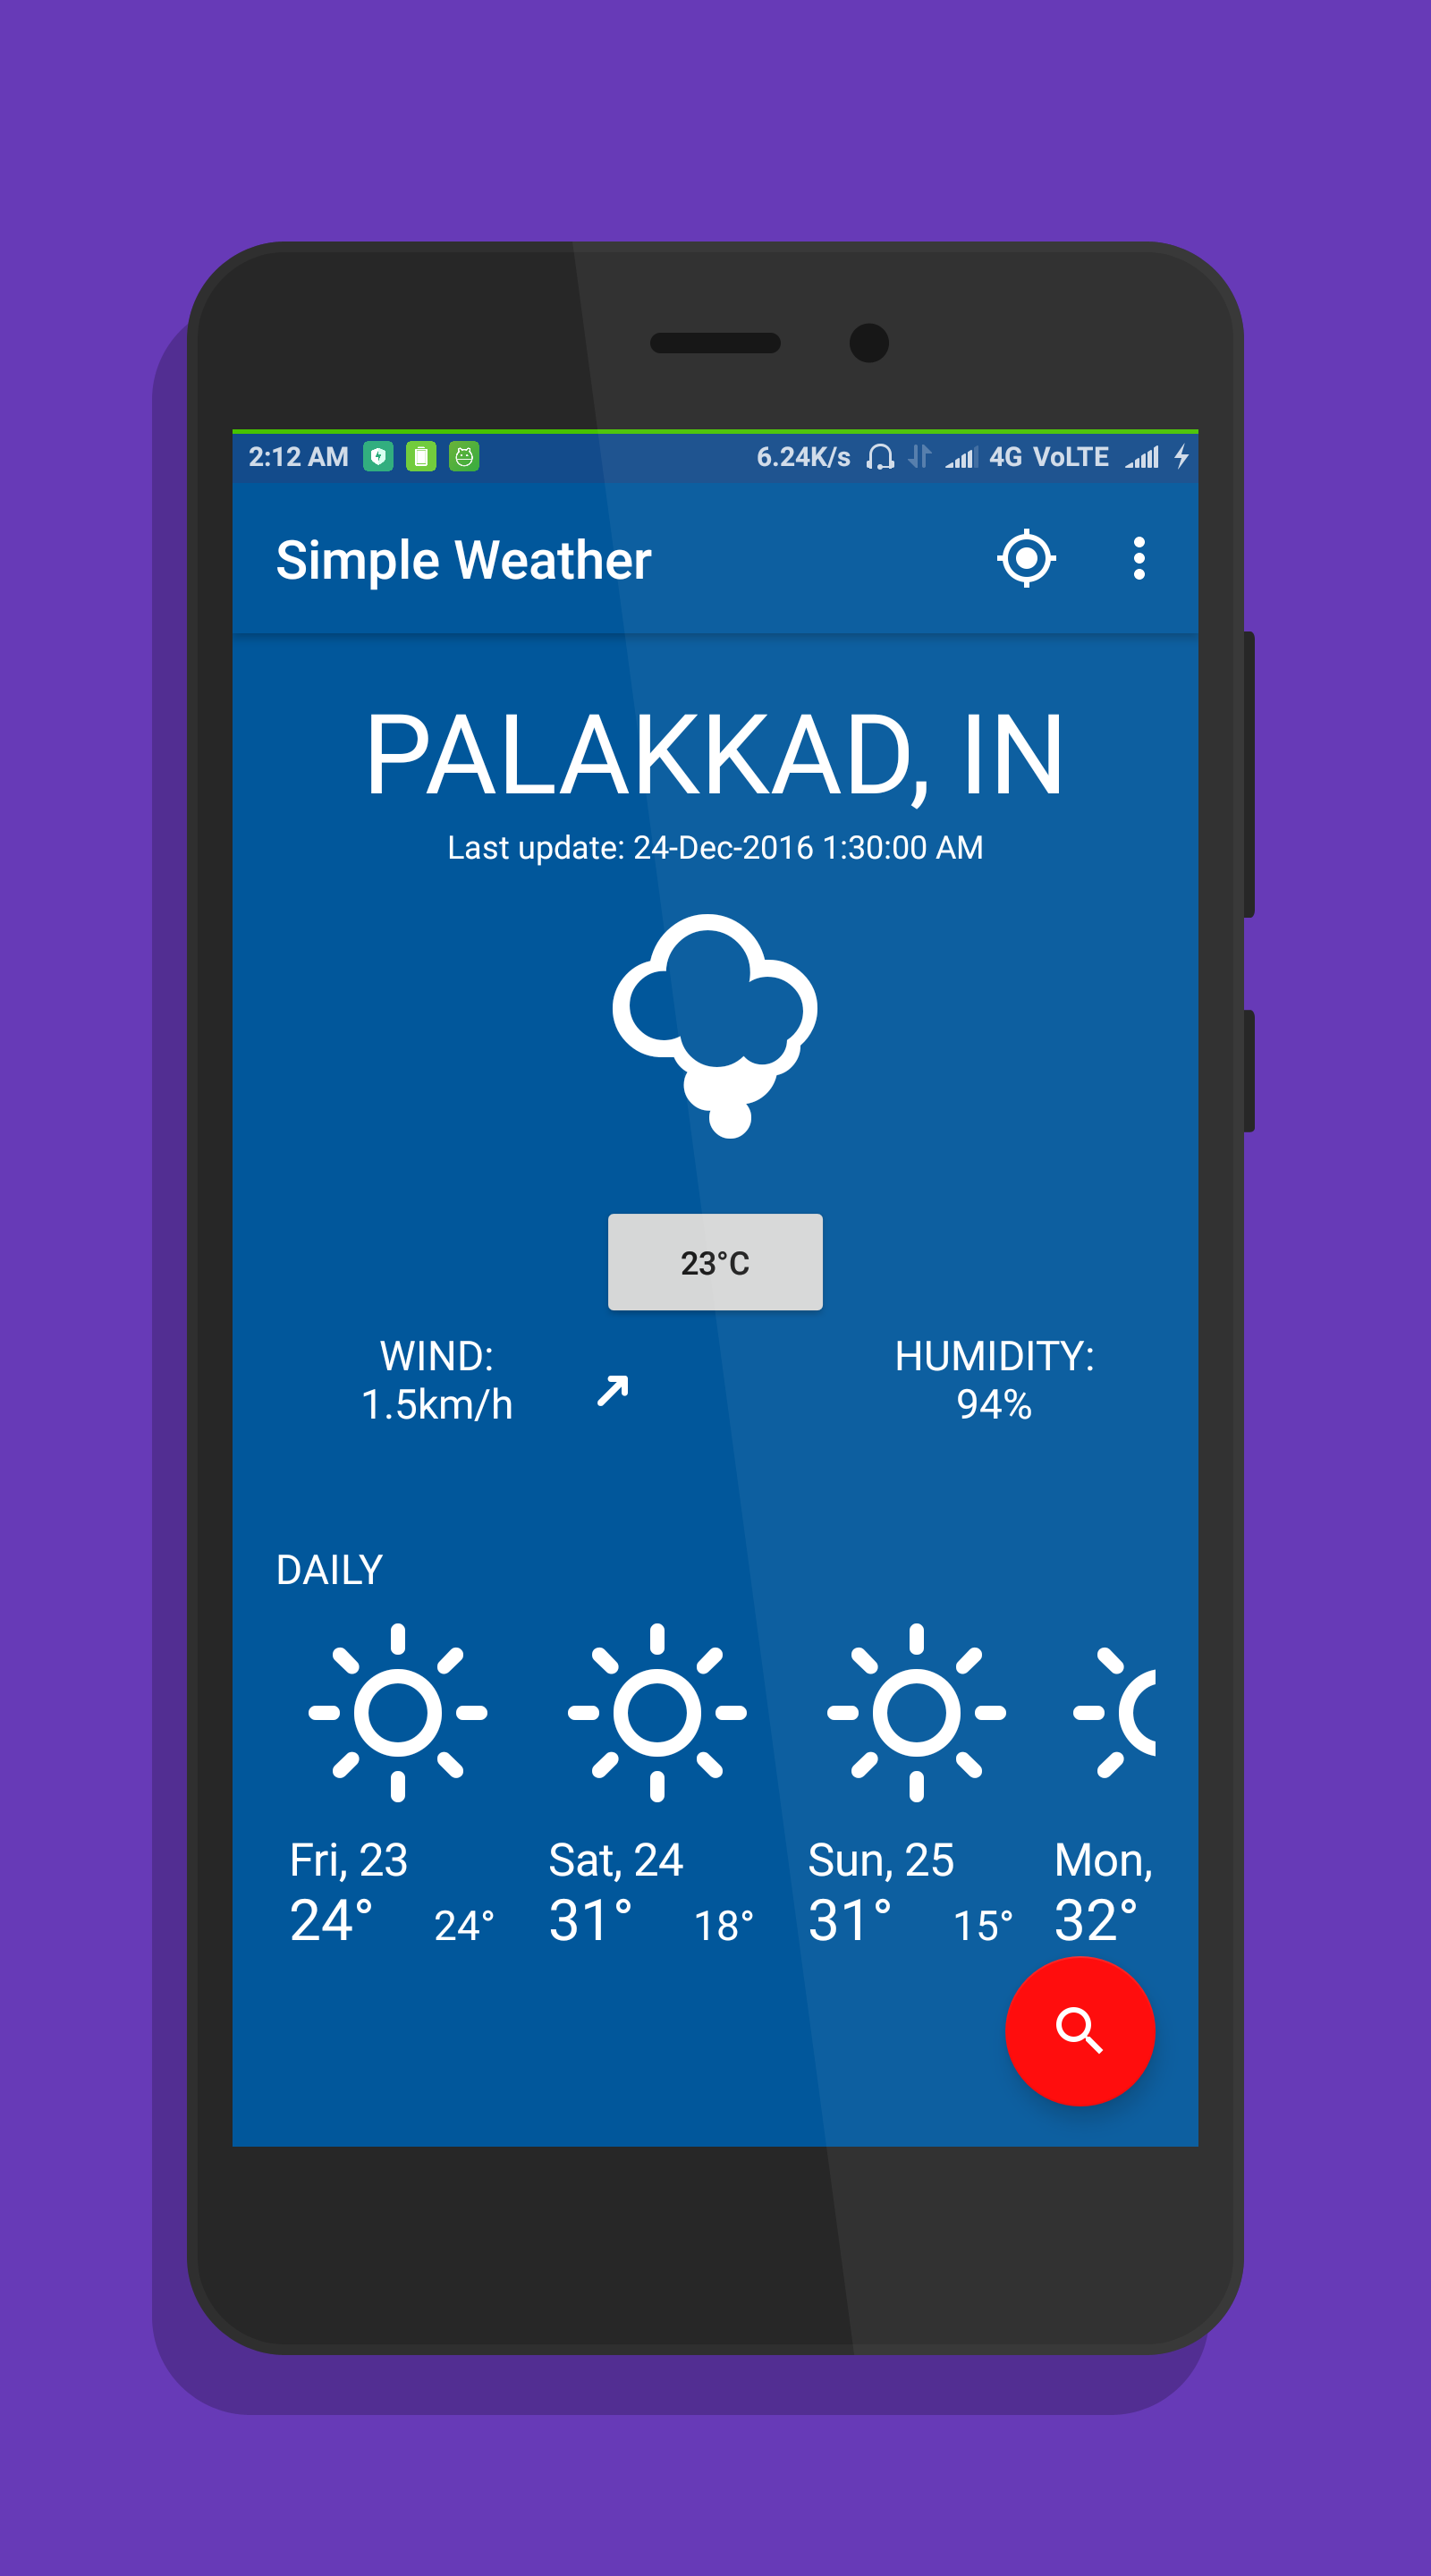 2:12 AM 6.24K/s 4G VoLTE
Simple Weather
PALAKKAD, IN
Last update: 24-Dec-2016 1:30:00 AM
23°C
WIND:
1.5km/h
HUMIDITY:
94%
DAILY
Fri, 23 Sat, 24 Sun, 25 Mon,
24° 24° 31° 18° 31° 15° 32°